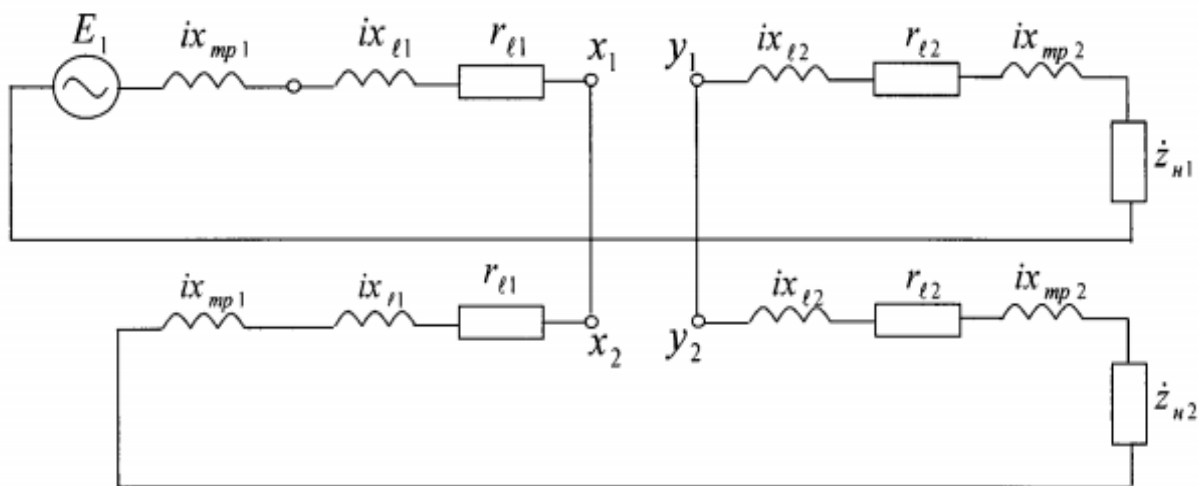 E₁ ix_тр1 ix_ℓ1 r_ℓ1 x₁ y₁ ix_ℓ2 r_ℓ2 ix_тр2
ż_н1
ix_тр1 ix_ℓ1 r_ℓ1 x₂ y₂ ix_ℓ2 r_ℓ2 ix_тр2
ż_н2